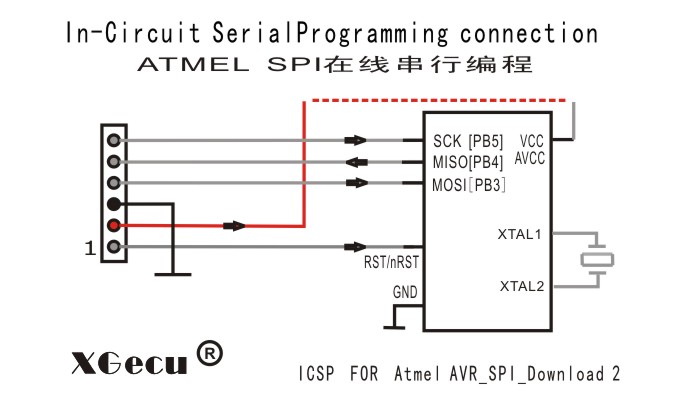 In-Circuit SerialProgramming connection
ATMEL SPI在线串行编程
SCK [PB5]
VCC
MISO[PB4]
AVCC
MOSI[PB3]
1
XTAL1
RST/nRST
XTAL2
GND
XGecu ®
ICSP FOR Atmel AVR_SPI_Download 2